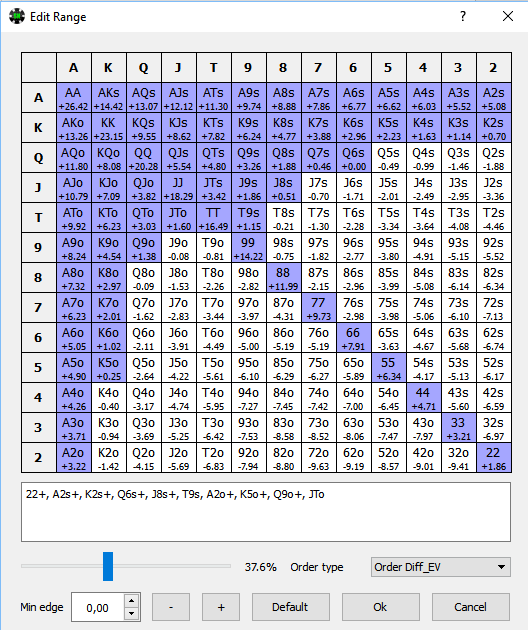 Edit Range
A K Q J T 9 8 7 6 5 4 3 2
A AA AKs AQs AJs ATs A9s A8s A7s A6s A5s A4s A3s A2s
+26.42 +14.42 +13.07 +12.12 +11.30 +9.74 +8.88 +7.86 +6.77 +6.62 +6.03 +5.52 +5.08
K AKo KK KQs KJs KTs K9s K8s K7s K6s K5s K4s K3s K2s
+13.26 +23.15 +9.55 +8.62 +7.82 +6.24 +4.77 +3.88 +2.96 +2.23 +1.63 +1.14 +0.70
Q AQo KQo QQ QJs QTs Q9s Q8s Q7s Q6s Q5s Q4s Q3s Q2s
+11.80 +8.08 +20.28 +5.54 +4.80 +3.26 +1.88 +0.46 +0.00 -0.49 -0.99 -1.46 -1.88
J AJo KJo QJo JJ JTs J9s J8s J7s J6s J5s J4s J3s J2s
+10.79 +7.09 +3.82 +18.29 +3.42 +1.86 +0.51 -0.70 -1.71 -2.01 -2.49 -2.95 -3.36
T ATo KTo QTo JTo TT T9s T8s T7s T6s T5s T4s T3s T2s
+9.92 +6.23 +3.03 +1.60 +16.49 +1.15 -0.21 -1.30 -2.28 -3.34 -3.64 -4.08 -4.46
9 A9o K9o Q9o J9o T9o 99 98s 97s 96s 95s 94s 93s 92s
+8.24 +4.54 +1.38 -0.08 -0.81 +14.22 -0.75 -1.82 -2.77 -3.80 -4.91 -5.15 -5.52
8 A8o K8o Q8o J8o T8o 98o 88 87s 86s 85s 84s 83s 82s
+7.32 +2.97 -0.09 -1.53 -2.26 -2.82 +11.99 -2.15 -2.96 -3.99 -5.08 -6.14 -6.34
7 A7o K7o Q7o J7o T7o 97o 87o 77 76s 75s 74s 73s 72s
+6.23 +2.01 -1.62 -2.83 -3.44 -3.97 -4.31 +9.73 -2.98 -3.98 -5.06 -6.10 -7.13
6 A6o K6o Q6o J6o T6o 96o 86o 76o 66 65s 64s 63s 62s
+5.05 +1.02 -2.11 -3.91 -4.49 -5.00 -5.19 -5.19 +7.91 -3.63 -4.67 -5.68 -6.74
5 A5o K5o Q5o J5o T5o 95o 85o 75o 65o 55 54s 53s 52s
+4.90 +0.25 -2.64 -4.22 -5.61 -6.10 -6.29 -6.27 -5.89 +6.34 -4.17 -5.13 -6.17
4 A4o K4o Q4o J4o T4o 94o 84o 74o 64o 54o 44 43s 42s
+4.26 -0.40 -3.17 -4.74 -5.95 -7.27 -7.45 -7.42 -7.00 -6.45 +4.71 -5.60 -6.59
3 A3o K3o Q3o J3o T3o 93o 83o 73o 63o 53o 43o 33 32s
+3.71 -0.94 -3.69 -5.25 -6.42 -7.53 -8.58 -8.52 -8.06 -7.47 -7.97 +3.21 -6.97
2 A2o K2o Q2o J2o T2o 92o 82o 72o 62o 52o 42o 32o 22
+3.22 -1.42 -4.15 -5.69 -6.83 -7.94 -8.80 -9.63 -9.19 -8.57 -9.01 -9.41 +1.86
22+, A2s+, K2s+, Q6s+, J8s+, T9s, A2o+, K5o+, Q9o+, JTo
37.6% Order type Order Diff_EV
Min edge 0,00 - + Default Ok Cancel